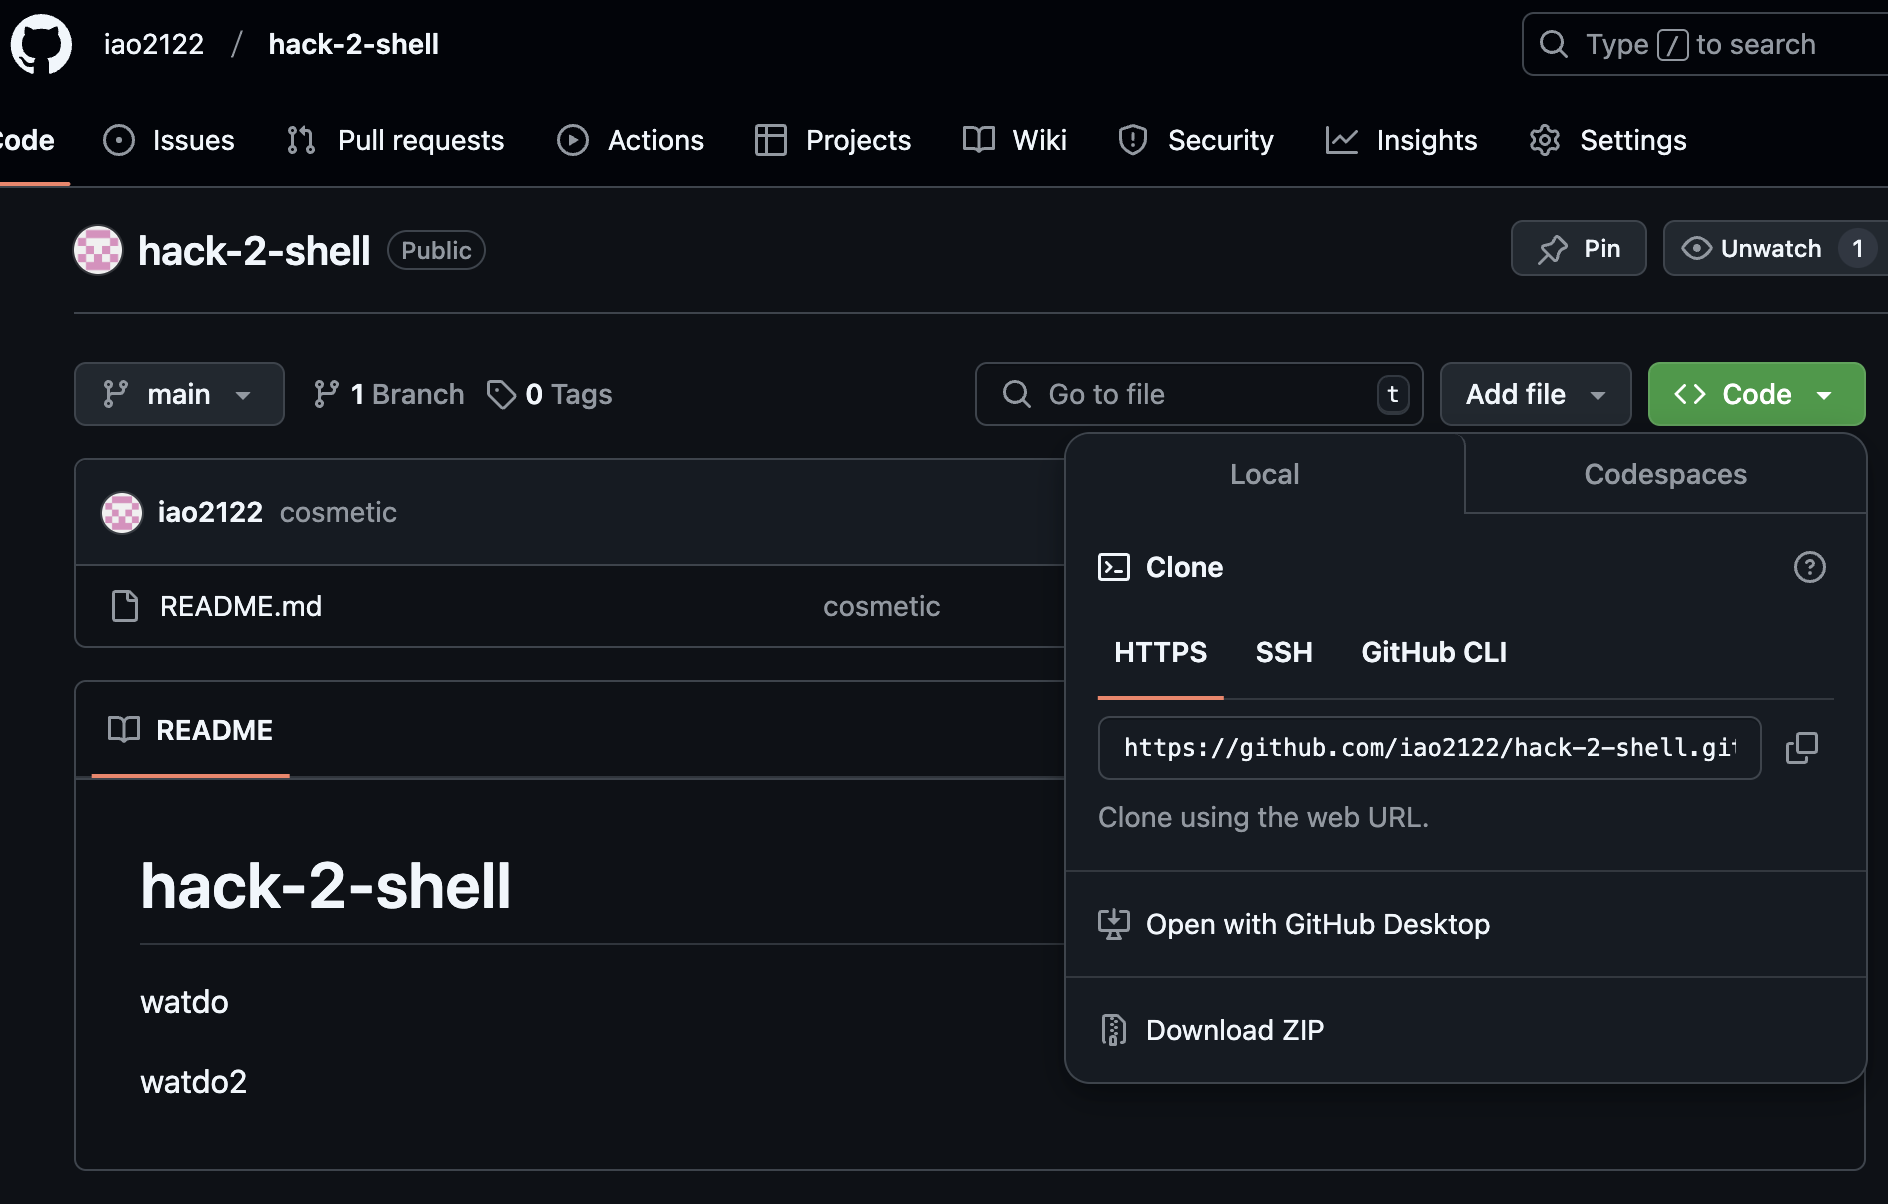 iao2122 / hack-2-shell
Type / to search
Code Issues Pull requests Actions Projects Wiki Security Insights Settings
hack-2-shell Public
Pin Unwatch 1
main 1 Branch 0 Tags
Go to file t Add file <> Code
Local Codespaces
iao2122 cosmetic
README.md cosmetic
Clone ?
HTTPS SSH GitHub CLI
https://github.com/iao2122/hack-2-shell.git
Clone using the web URL.
Open with GitHub Desktop
Download ZIP
README
hack-2-shell
watdo
watdo2